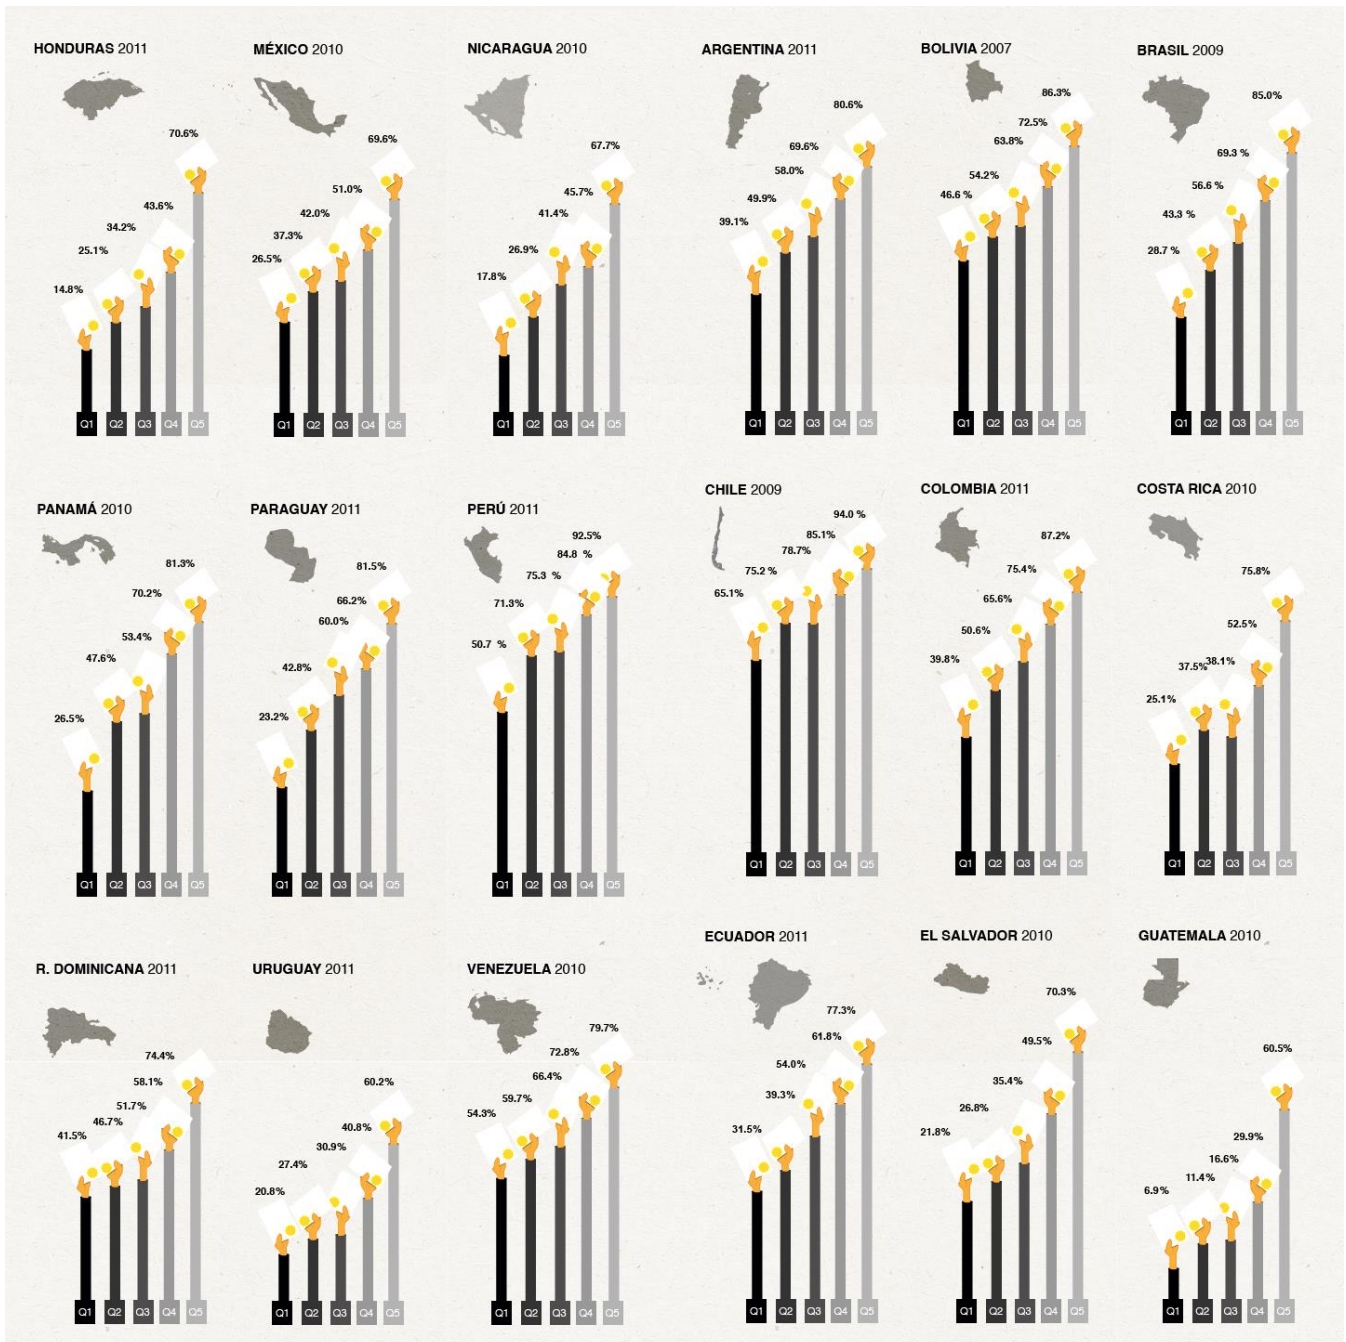 HONDURAS 2011
70.6%
43.6%
34.2%
25.1%
14.8%
Q1 Q2 Q3 Q4 Q5
MÉXICO 2010
69.6%
51.0%
42.0%
37.3%
26.5%
Q1 Q2 Q3 Q4 Q5
NICARAGUA 2010
67.7%
45.7%
41.4%
26.9%
17.8%
Q1 Q2 Q3 Q4 Q5
ARGENTINA 2011
80.6%
69.6%
58.0%
49.9%
39.1%
Q1 Q2 Q3 Q4 Q5
BOLIVIA 2007
86.3%
72.5%
63.8%
54.2%
46.6 %
Q1 Q2 Q3 Q4 Q5
BRASIL 2009
85.0%
69.3 %
56.6 %
43.3 %
28.7 %
Q1 Q2 Q3 Q4 Q5
PANAMÁ 2010
81.3%
70.2%
53.4%
47.6%
26.5%
Q1 Q2 Q3 Q4 Q5
PARAGUAY 2011
81.5%
66.2%
60.0%
42.8%
23.2%
Q1 Q2 Q3 Q4 Q5
PERÚ 2011
92.5%
84.8 %
75.3 %
71.3%
50.7 %
Q1 Q2 Q3 Q4 Q5
CHILE 2009
94.0 %
85.1%
78.7%
75.2 %
65.1%
Q1 Q2 Q3 Q4 Q5
COLOMBIA 2011
87.2%
75.4%
65.6%
50.6%
39.8%
Q1 Q2 Q3 Q4 Q5
COSTA RICA 2010
75.8%
52.5%
38.1%
37.5%
25.1%
Q1 Q2 Q3 Q4 Q5
R. DOMINICANA 2011
74.4%
58.1%
51.7%
46.7%
41.5%
Q1 Q2 Q3 Q4 Q5
URUGUAY 2011
60.2%
40.8%
30.9%
27.4%
20.8%
Q1 Q2 Q3 Q4 Q5
VENEZUELA 2010
79.7%
72.8%
66.4%
59.7%
54.3%
Q1 Q2 Q3 Q4 Q5
ECUADOR 2011
77.3%
61.8%
54.0%
39.3%
31.5%
Q1 Q2 Q3 Q4 Q5
EL SALVADOR 2010
70.3%
49.5%
35.4%
26.8%
21.8%
Q1 Q2 Q3 Q4 Q5
GUATEMALA 2010
60.5%
29.9%
16.6%
11.4%
6.9%
Q1 Q2 Q3 Q4 Q5